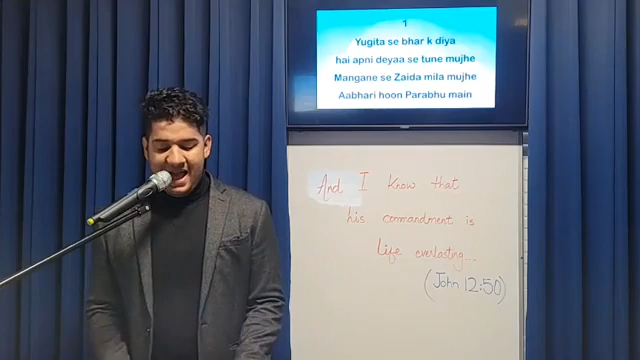 1
Yugita se bhar k diya
hai apni deyaa se tune mujhe
Mangane se Zaida mila mujhe
Aabhari hoon Parabhu main
And I know that
his commandment is
life everlasting...
(John 12:50)